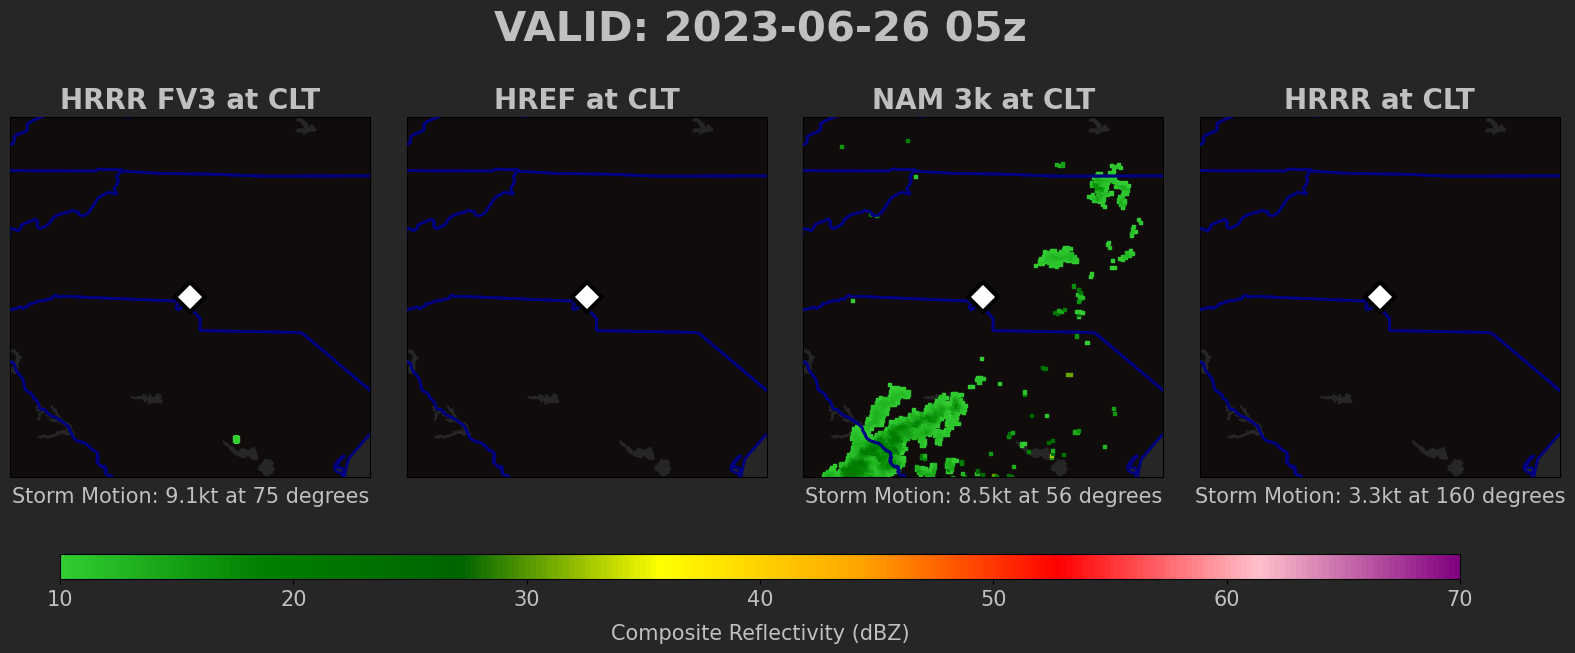 VALID: 2023-06-26 05z
HRRR FV3 at CLT
HREF at CLT
NAM 3k at CLT
HRRR at CLT
Storm Motion: 9.1kt at 75 degrees
Storm Motion: 8.5kt at 56 degrees
Storm Motion: 3.3kt at 160 degrees
10 20 30 40 50 60 70
Composite Reflectivity (dBZ)